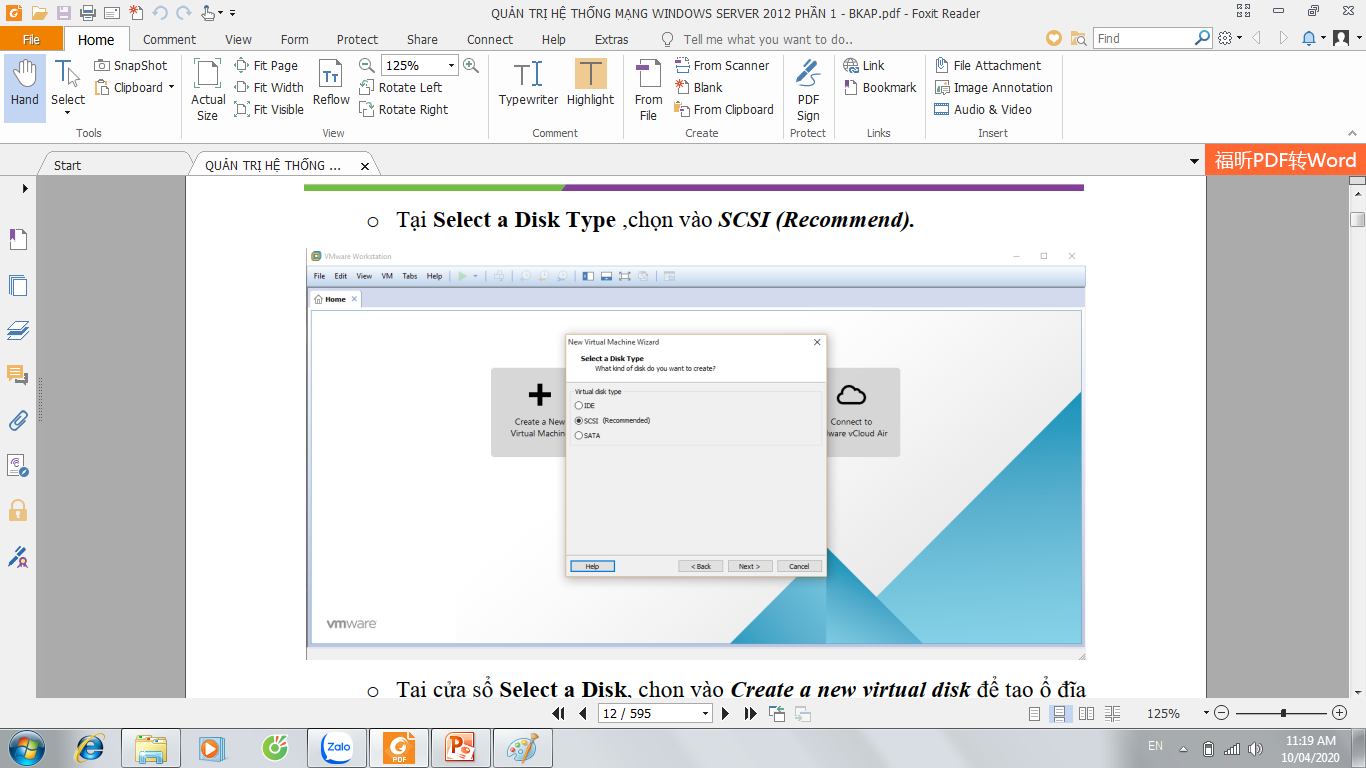 QUẢN TRỊ HỆ THỐNG MẠNG WINDOWS SERVER 2012 PHẦN 1 - BKAP.pdf - Foxit Reader
File Home Comment View Form Protect Share Connect Help Extras Tell me what you want to do.. Find
Hand
Select
SnapShot
Clipboard
Tools
Actual Size
Fit Page
Fit Width
Fit Visible
Reflow
125%
Rotate Left
Rotate Right
View
Typewriter
Highlight
Comment
From File
From Scanner
Blank
From Clipboard
Create
PDF Sign
Protect
Link
Bookmark
Links
File Attachment
Image Annotation
Audio & Video
Insert
Start
QUẢN TRỊ HỆ THỐNG ...
福昕PDF转Word
o Tại Select a Disk Type ,chọn vào SCSI (Recommend).
VMware Workstation
File Edit View VM Tabs Help
Home
New Virtual Machine Wizard
Select a Disk Type
What kind of disk do you want to create?
Virtual disk type
IDE
SCSI (Recommended)
SATA
Create a New
Virtual Machin
Connect to
ware vCloud Air
Help < Back Next > Cancel
vmware
o Tại cửa sổ Select a Disk, chọn vào Create a new virtual disk để tạo ổ đĩa
12 / 595
125%
Zalo
PDF
EN
11:19 AM
10/04/2020